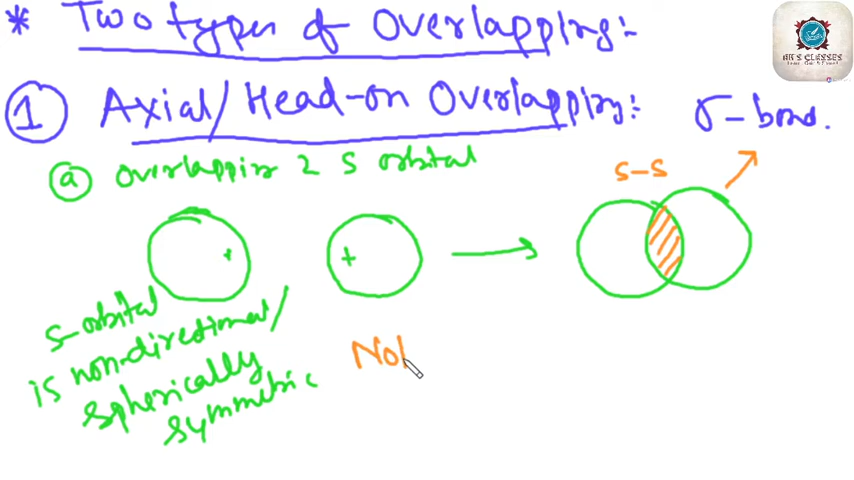 * Two types of Overlapping:-
① Axial/Head-on Overlapping:- σ-bond.
ⓐ Overlapping 2 S orbital
S-S
+ +
S-orbital
is non-directional/
spherically
symmetric